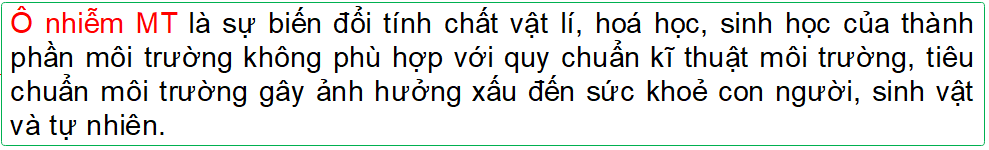 Ô nhiễm MT là sự biến đổi tính chất vật lí, hoá học, sinh học của thành
phần môi trường không phù hợp với quy chuẩn kĩ thuật môi trường, tiêu
chuẩn môi trường gây ảnh hưởng xấu đến sức khoẻ con người, sinh vật
và tự nhiên.